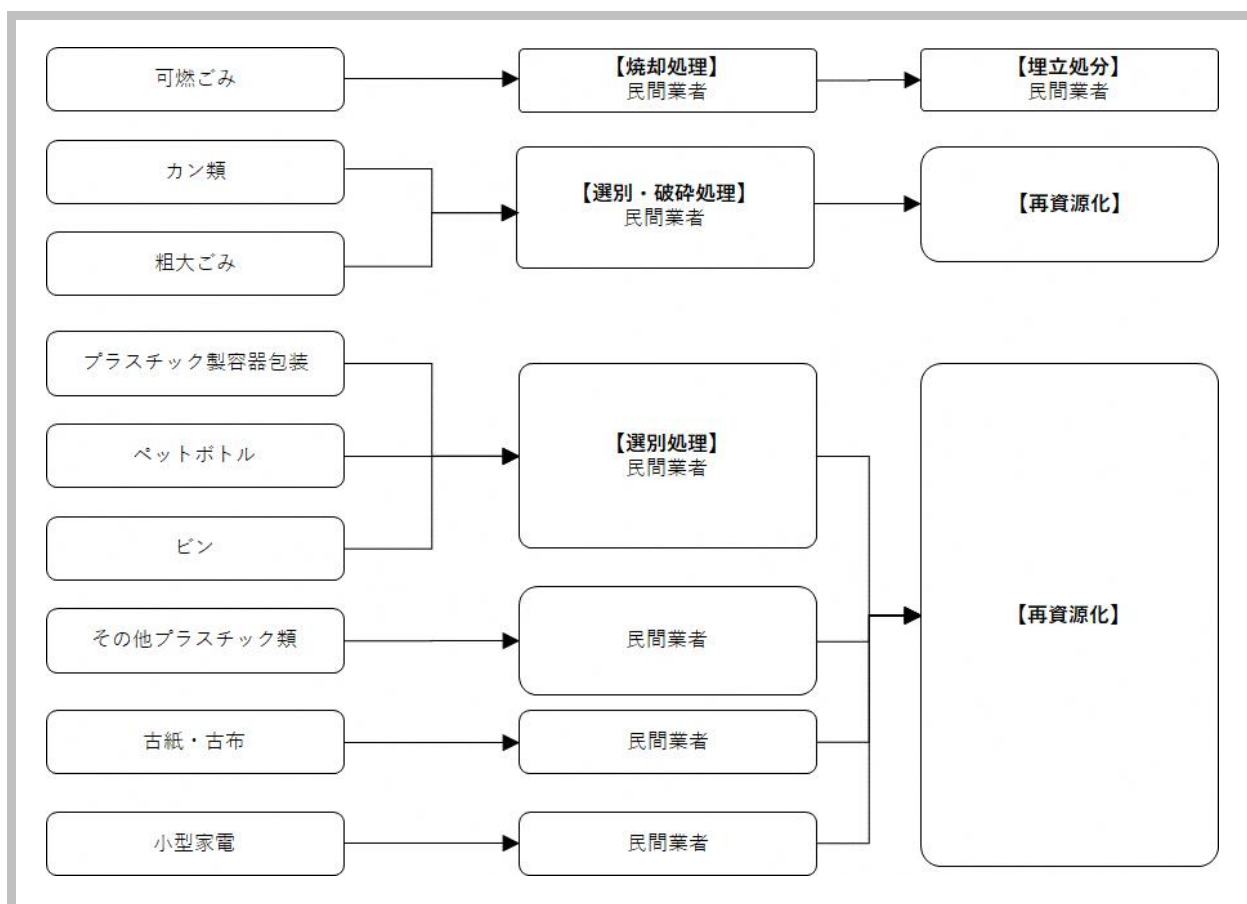 可燃ごみ
【焼却処理】
民間業者
【埋立処分】
民間業者
カン類
粗大ごみ
【選別・破砕処理】
民間業者
【再資源化】
プラスチック製容器包装
ペットボトル
ビン
【選別処理】
民間業者
その他プラスチック類
民間業者
古紙・古布
民間業者
小型家電
民間業者
【再資源化】